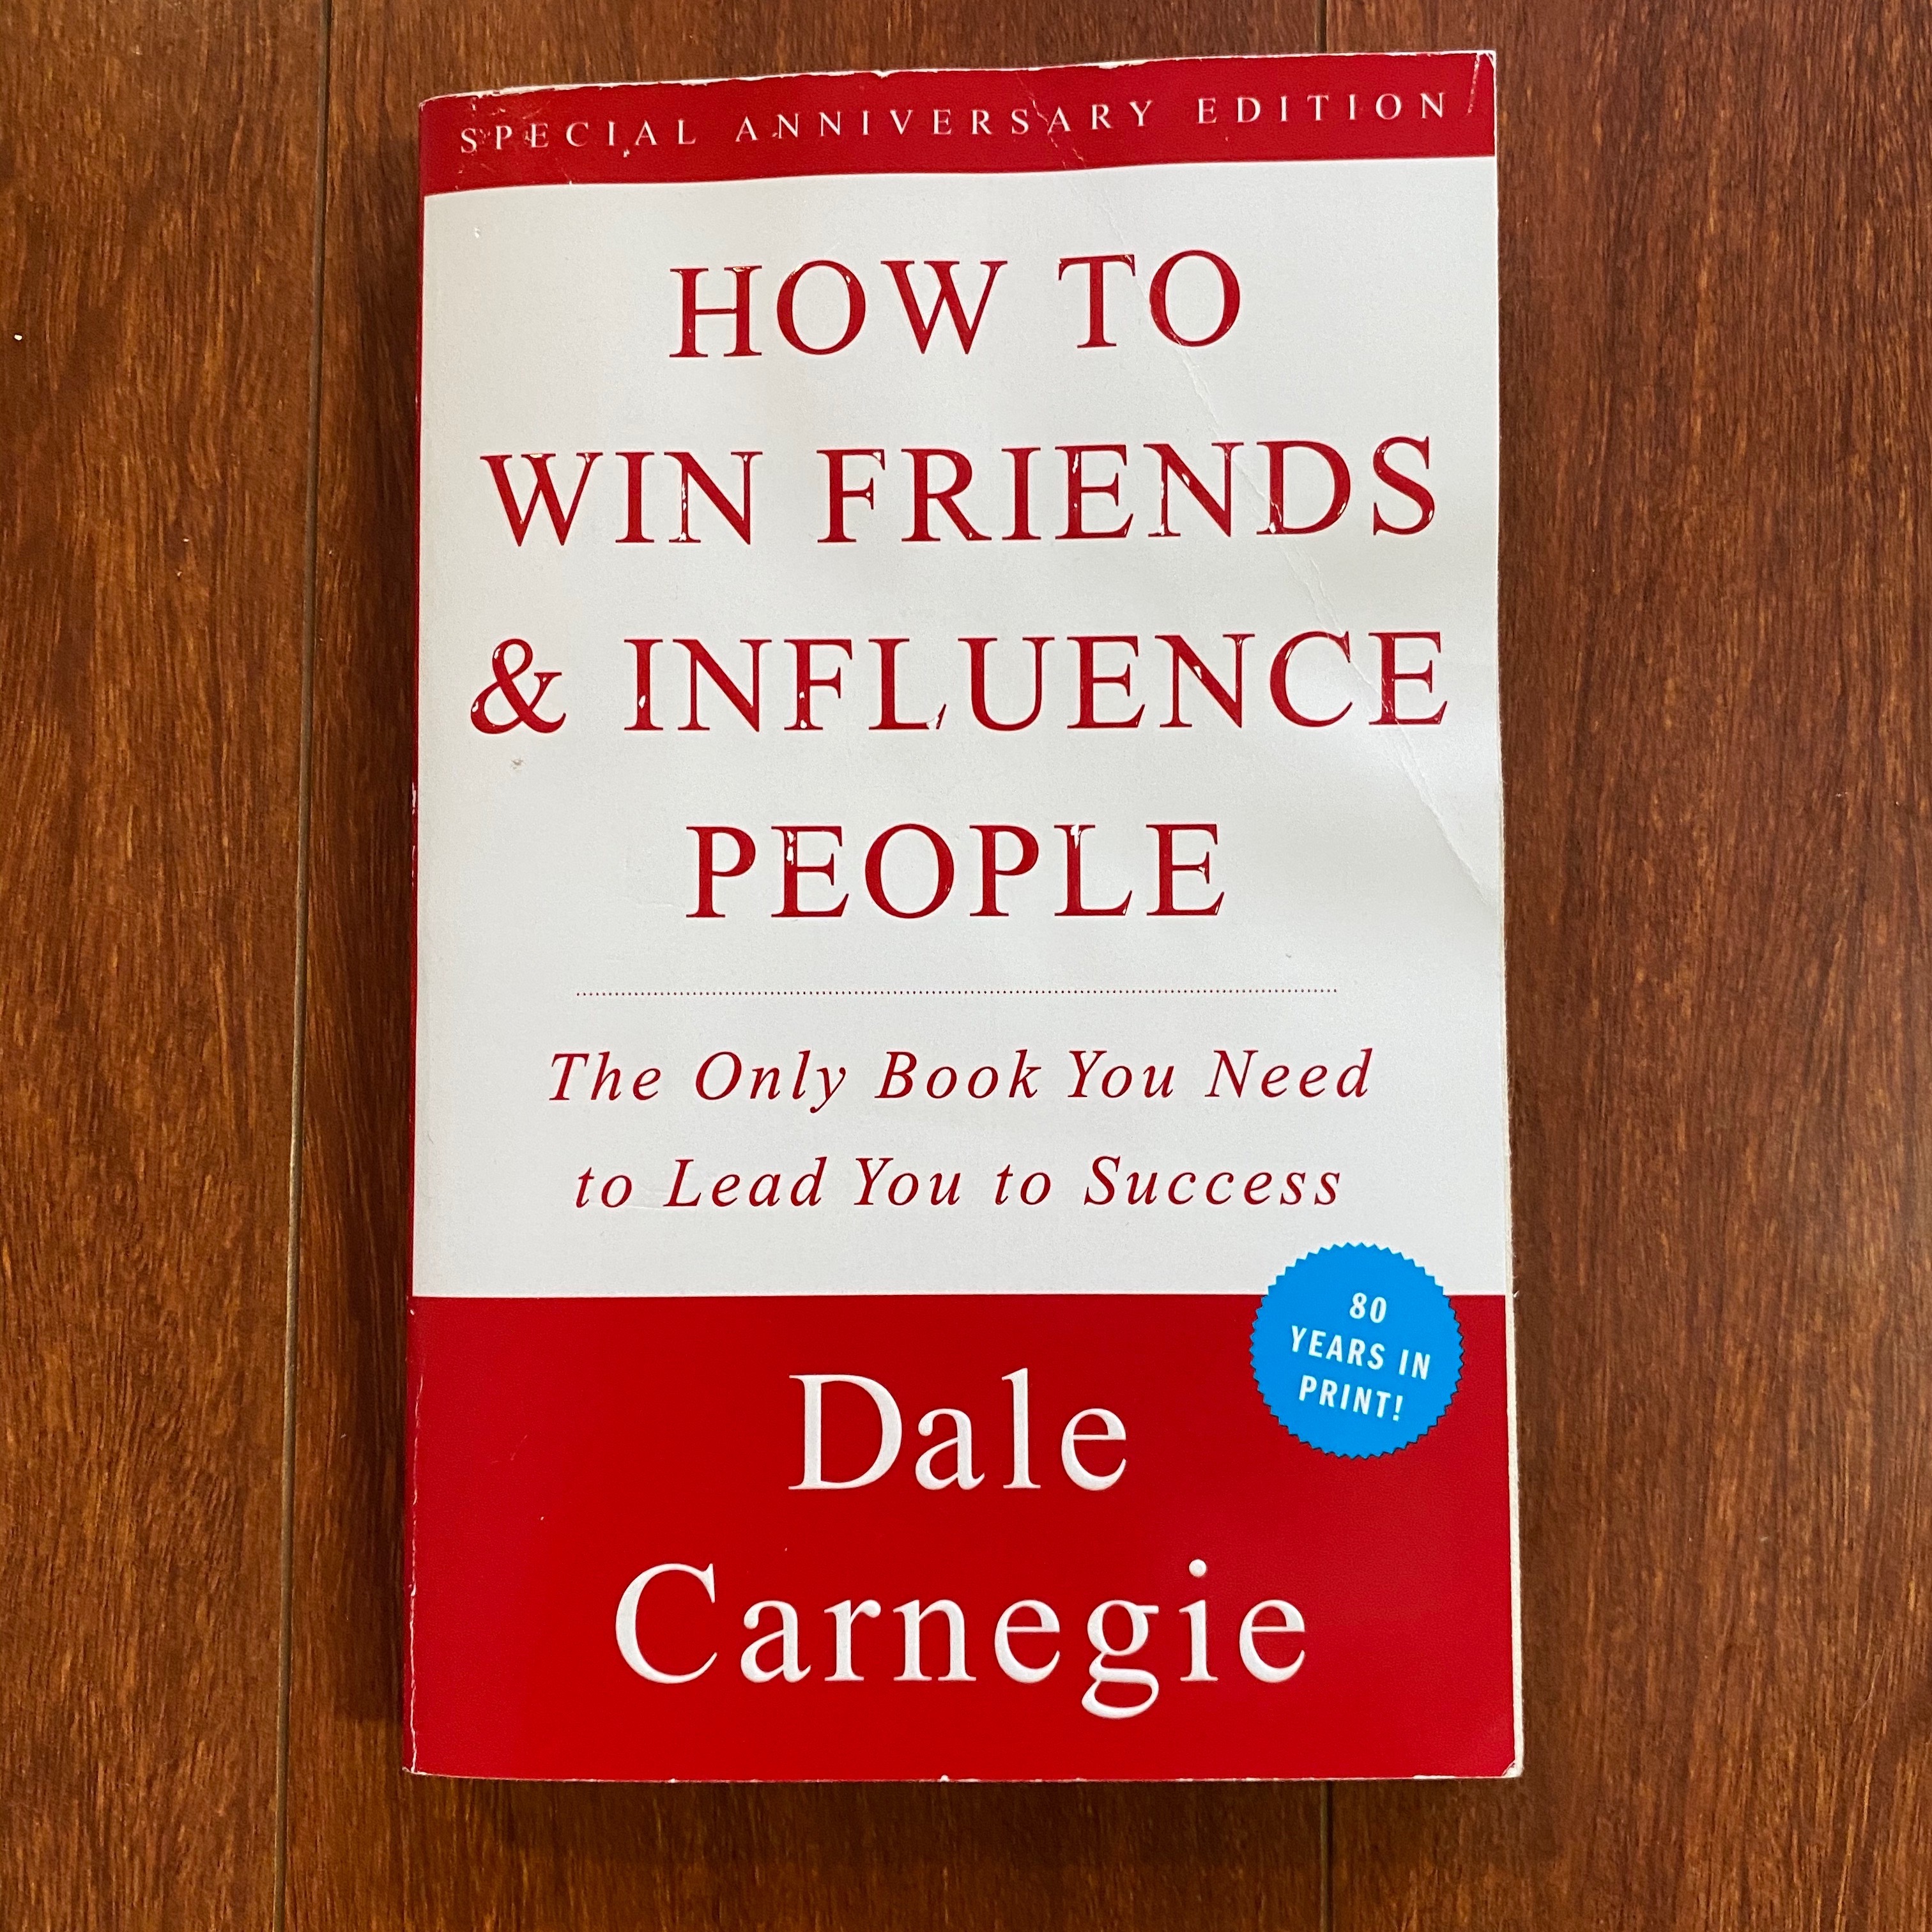 SPECIAL ANNIVERSARY EDITION
HOW TO
WIN FRIENDS
& INFLUENCE
PEOPLE
The Only Book You Need
to Lead You to Success
80
YEARS IN
PRINT!
Dale
Carnegie